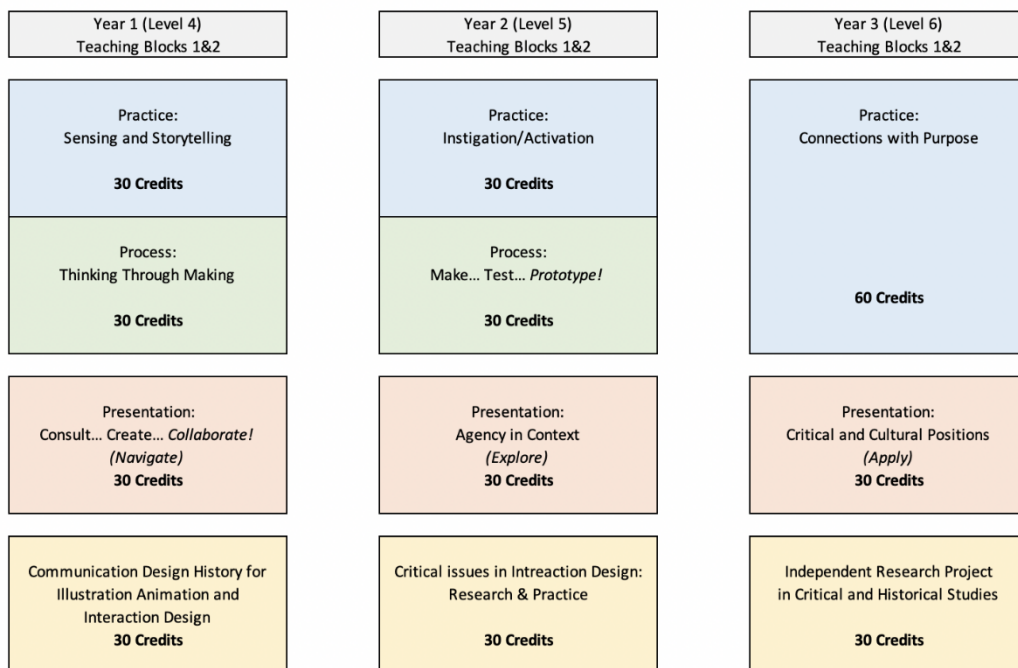 Year 1 (Level 4)
Teaching Blocks 1&2
Practice:
Sensing and Storytelling
30 Credits
Process:
Thinking Through Making
30 Credits
Presentation:
Consult... Create... Collaborate!
(Navigate)
30 Credits
Communication Design History for
Illustration Animation and
Interaction Design
30 Credits
Year 2 (Level 5)
Teaching Blocks 1&2
Practice:
Instigation/Activation
30 Credits
Process:
Make... Test... Prototype!
30 Credits
Presentation:
Agency in Context
(Explore)
30 Credits
Critical issues in Intreaction Design:
Research & Practice
30 Credits
Year 3 (Level 6)
Teaching Blocks 1&2
Practice:
Connections with Purpose
60 Credits
Presentation:
Critical and Cultural Positions
(Apply)
30 Credits
Independent Research Project
in Critical and Historical Studies
30 Credits